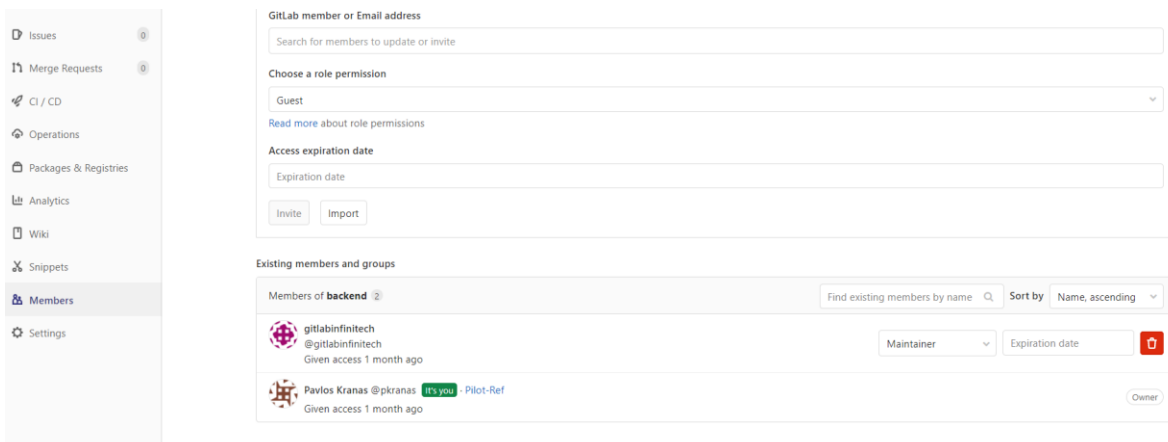 GitLab member or Email address
Issues 0
Search for members to update or invite
Merge Requests 0
Choose a role permission
CI / CD
Guest
Read more about role permissions
Operations
Access expiration date
Packages & Registries
Expiration date
Analytics
Invite Import
Wiki
Snippets
Existing members and groups
Members
Members of backend 2
Find existing members by name Sort by Name, ascending
Settings
gitlabinfinitech
@gitlabinfinitech
Given access 1 month ago
Maintainer Expiration date
Pavlos Kranas @pkranas It's you · Pilot-Ref
Given access 1 month ago
Owner